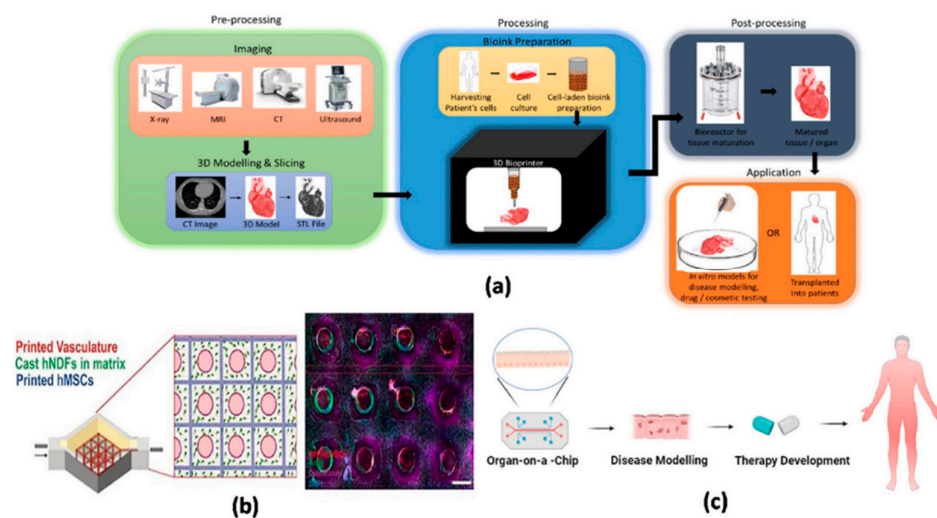 Pre-processing
Imaging
X-ray
MRI
CT
Ultrasound
3D Modelling & Slicing
CT Image
3D Model
STL File
Processing
Bioink Preparation
Harvesting
Patient's cells
Cell
culture
Cell-laden bioink
preparation
3D Bioprinter
Post-processing
Bioreactor for
tissue maturation
Matured
tissue / organ
Application
In vitro models for
disease modelling,
drug / cosmetic testing
OR
Transplanted
Into patients
(a)
Printed Vasculature
Cast hNDFs in matrix
Printed hMSCs
(b)
Organ-on-a -Chip
Disease Modelling
Therapy Development
(c)